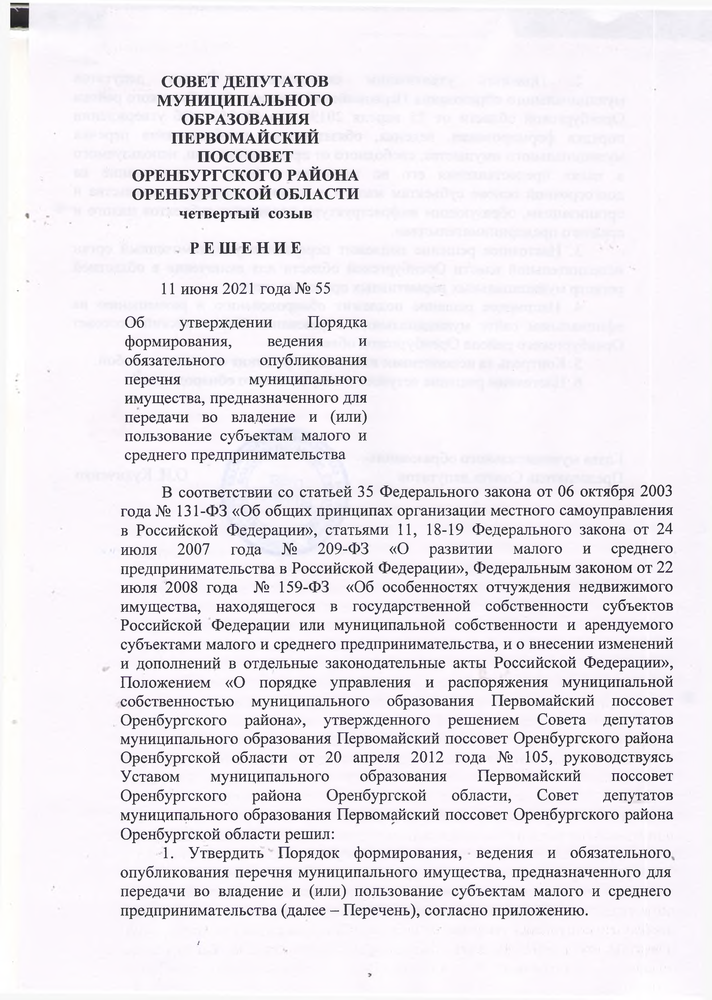 СОВЕТ ДЕПУТАТОВ
МУНИЦИПАЛЬНОГО
ОБРАЗОВАНИЯ
ПЕРВОМАЙСКИЙ
ПОССОВЕТ
ОРЕНБУРГСКОГО РАЙОНА
ОРЕНБУРГСКОЙ ОБЛАСТИ
четвертый созыв
Р Е Ш Е Н И Е
11 июня 2021 года № 55
Об утверждении Порядка
формирования, ведения и
обязательного опубликования
перечня муниципального
имущества, предназначенного для
передачи во владение и (или)
пользование субъектам малого и
среднего предпринимательства
В соответствии со статьей 35 Федерального закона от 06 октября 2003
года № 131-ФЗ «Об общих принципах организации местного самоуправления
в Российской Федерации», статьями 11, 18-19 Федерального закона от 24
июля 2007 года № 209-ФЗ «О развитии малого и среднего
предпринимательства в Российской Федерации», Федеральным законом от 22
июля 2008 года № 159-ФЗ «Об особенностях отчуждения недвижимого
имущества, находящегося в государственной собственности субъектов
Российской Федерации или муниципальной собственности и арендуемого
субъектами малого и среднего предпринимательства, и о внесении изменений
и дополнений в отдельные законодательные акты Российской Федерации»,
Положением «О порядке управления и распоряжения муниципальной
собственностью муниципального образования Первомайский поссовет
Оренбургского района», утвержденного решением Совета депутатов
муниципального образования Первомайский поссовет Оренбургского района
Оренбургской области от 20 апреля 2012 года № 105, руководствуясь
Уставом муниципального образования Первомайский поссовет
Оренбургского района Оренбургской области, Совет депутатов
муниципального образования Первомайский поссовет Оренбургского района
Оренбургской области решил:
1. Утвердить Порядок формирования, ведения и обязательного
опубликования перечня муниципального имущества, предназначенного для
передачи во владение и (или) пользование субъектам малого и среднего
предпринимательства (далее – Перечень), согласно приложению.